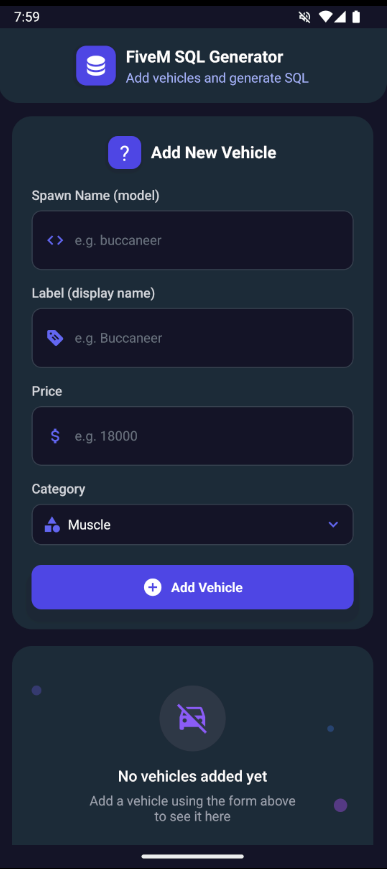 7:59
FiveM SQL Generator
Add vehicles and generate SQL
? Add New Vehicle
Spawn Name (model)
e.g. buccaneer
Label (display name)
e.g. Buccaneer
Price
$ e.g. 18000
Category
Muscle
Add Vehicle
No vehicles added yet
Add a vehicle using the form above
to see it here